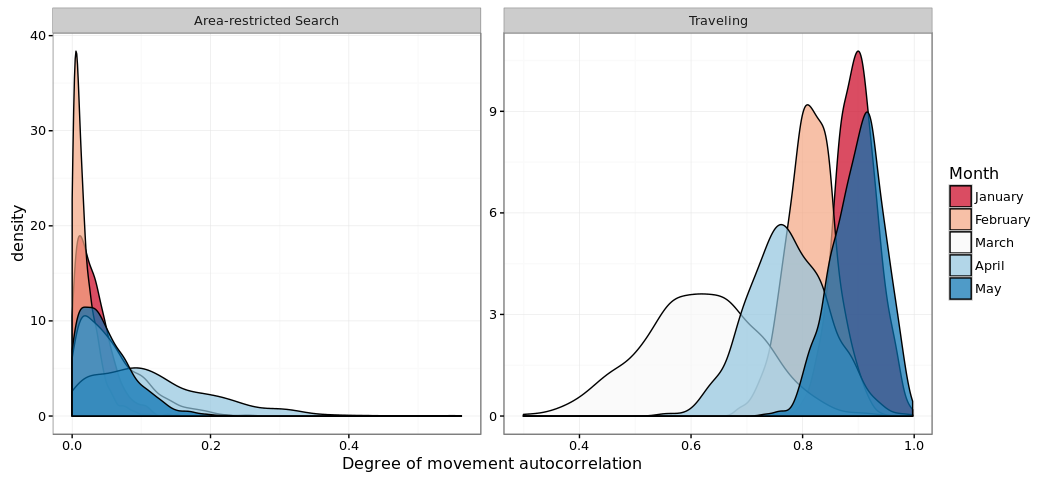 Area-restricted Search
Traveling
40
30
20
10
0
9
6
3
0
density
0.0
0.2
0.4
0.4
0.6
0.8
1.0
Degree of movement autocorrelation
Month
January
February
March
April
May